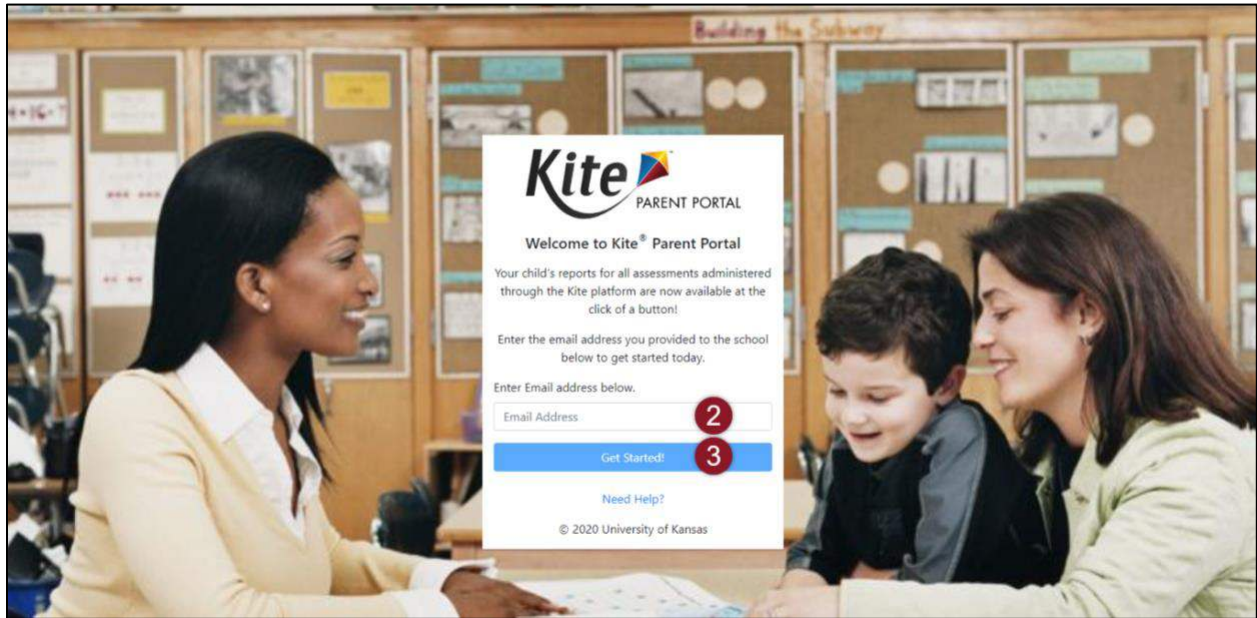 Building the Subway
Kite
PARENT PORTAL
Welcome to Kite® Parent Portal
Your child's reports for all assessments administered
through the Kite platform are now available at the
click of a button!
Enter the email address you provided to the school
below to get started today.
Enter Email address below.
Email Address
2
Get Started!
3
Need Help?
© 2020 University of Kansas